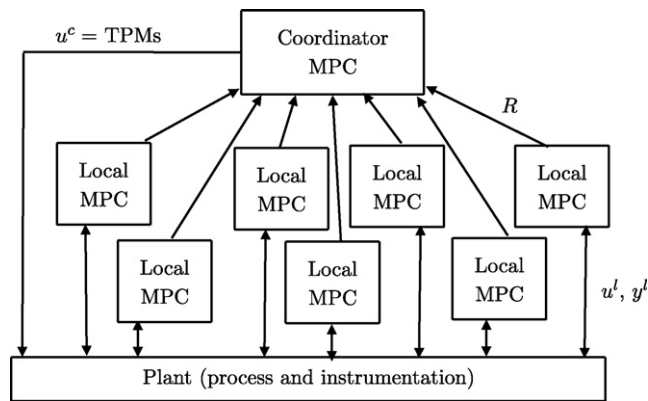 u^c = TPMs
Coordinator
MPC
R
Local
MPC
Local
MPC
Local
MPC
Local
MPC
Local
MPC
Local
MPC
Local
MPC
u^l, y^l
Plant (process and instrumentation)